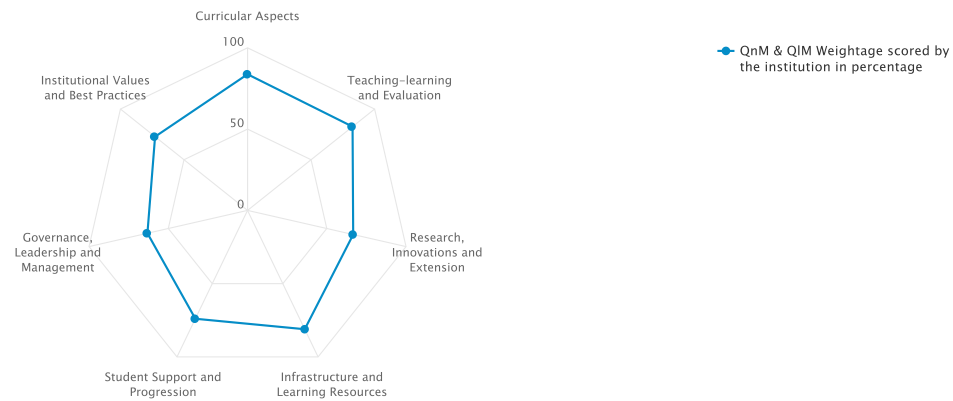 Curricular Aspects
100
Institutional Values
and Best Practices
Teaching-learning
and Evaluation
50
0
Governance,
Leadership and
Management
Research,
Innovations and
Extension
Student Support and
Progression
Infrastructure and
Learning Resources
QnM & QlM Weightage scored by
the institution in percentage